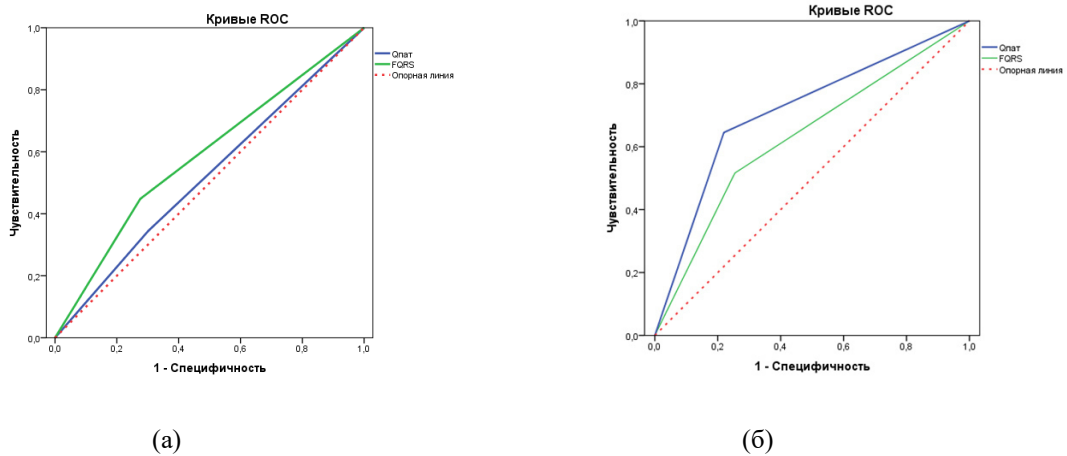 Кривые ROC
Qпат
FQRS
Опорная линия
Чувствительность
1,0
0,8
0,6
0,4
0,2
0,0
0,0 0,2 0,4 0,6 0,8 1,0
1 - Специфичность
(а)
Кривые ROC
Qпат
FQRS
Опорная линия
Чувствительность
1,0
0,8
0,6
0,4
0,2
0,0
0,0 0,2 0,4 0,6 0,8 1,0
1 - Специфичность
(б)